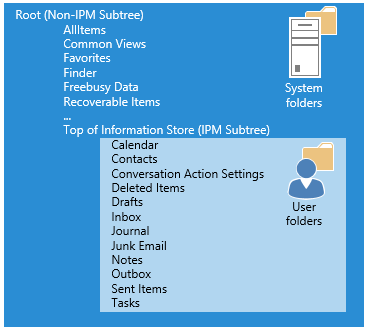 Root (Non-IPM Subtree)
AllItems
Common Views
Favorites
Finder
Freebusy Data
Recoverable Items
...
Top of Information Store (IPM Subtree)
Calendar
Contacts
Conversation Action Settings
Deleted Items
Drafts
Inbox
Journal
Junk Email
Notes
Outbox
Sent Items
Tasks
System
folders
User
folders